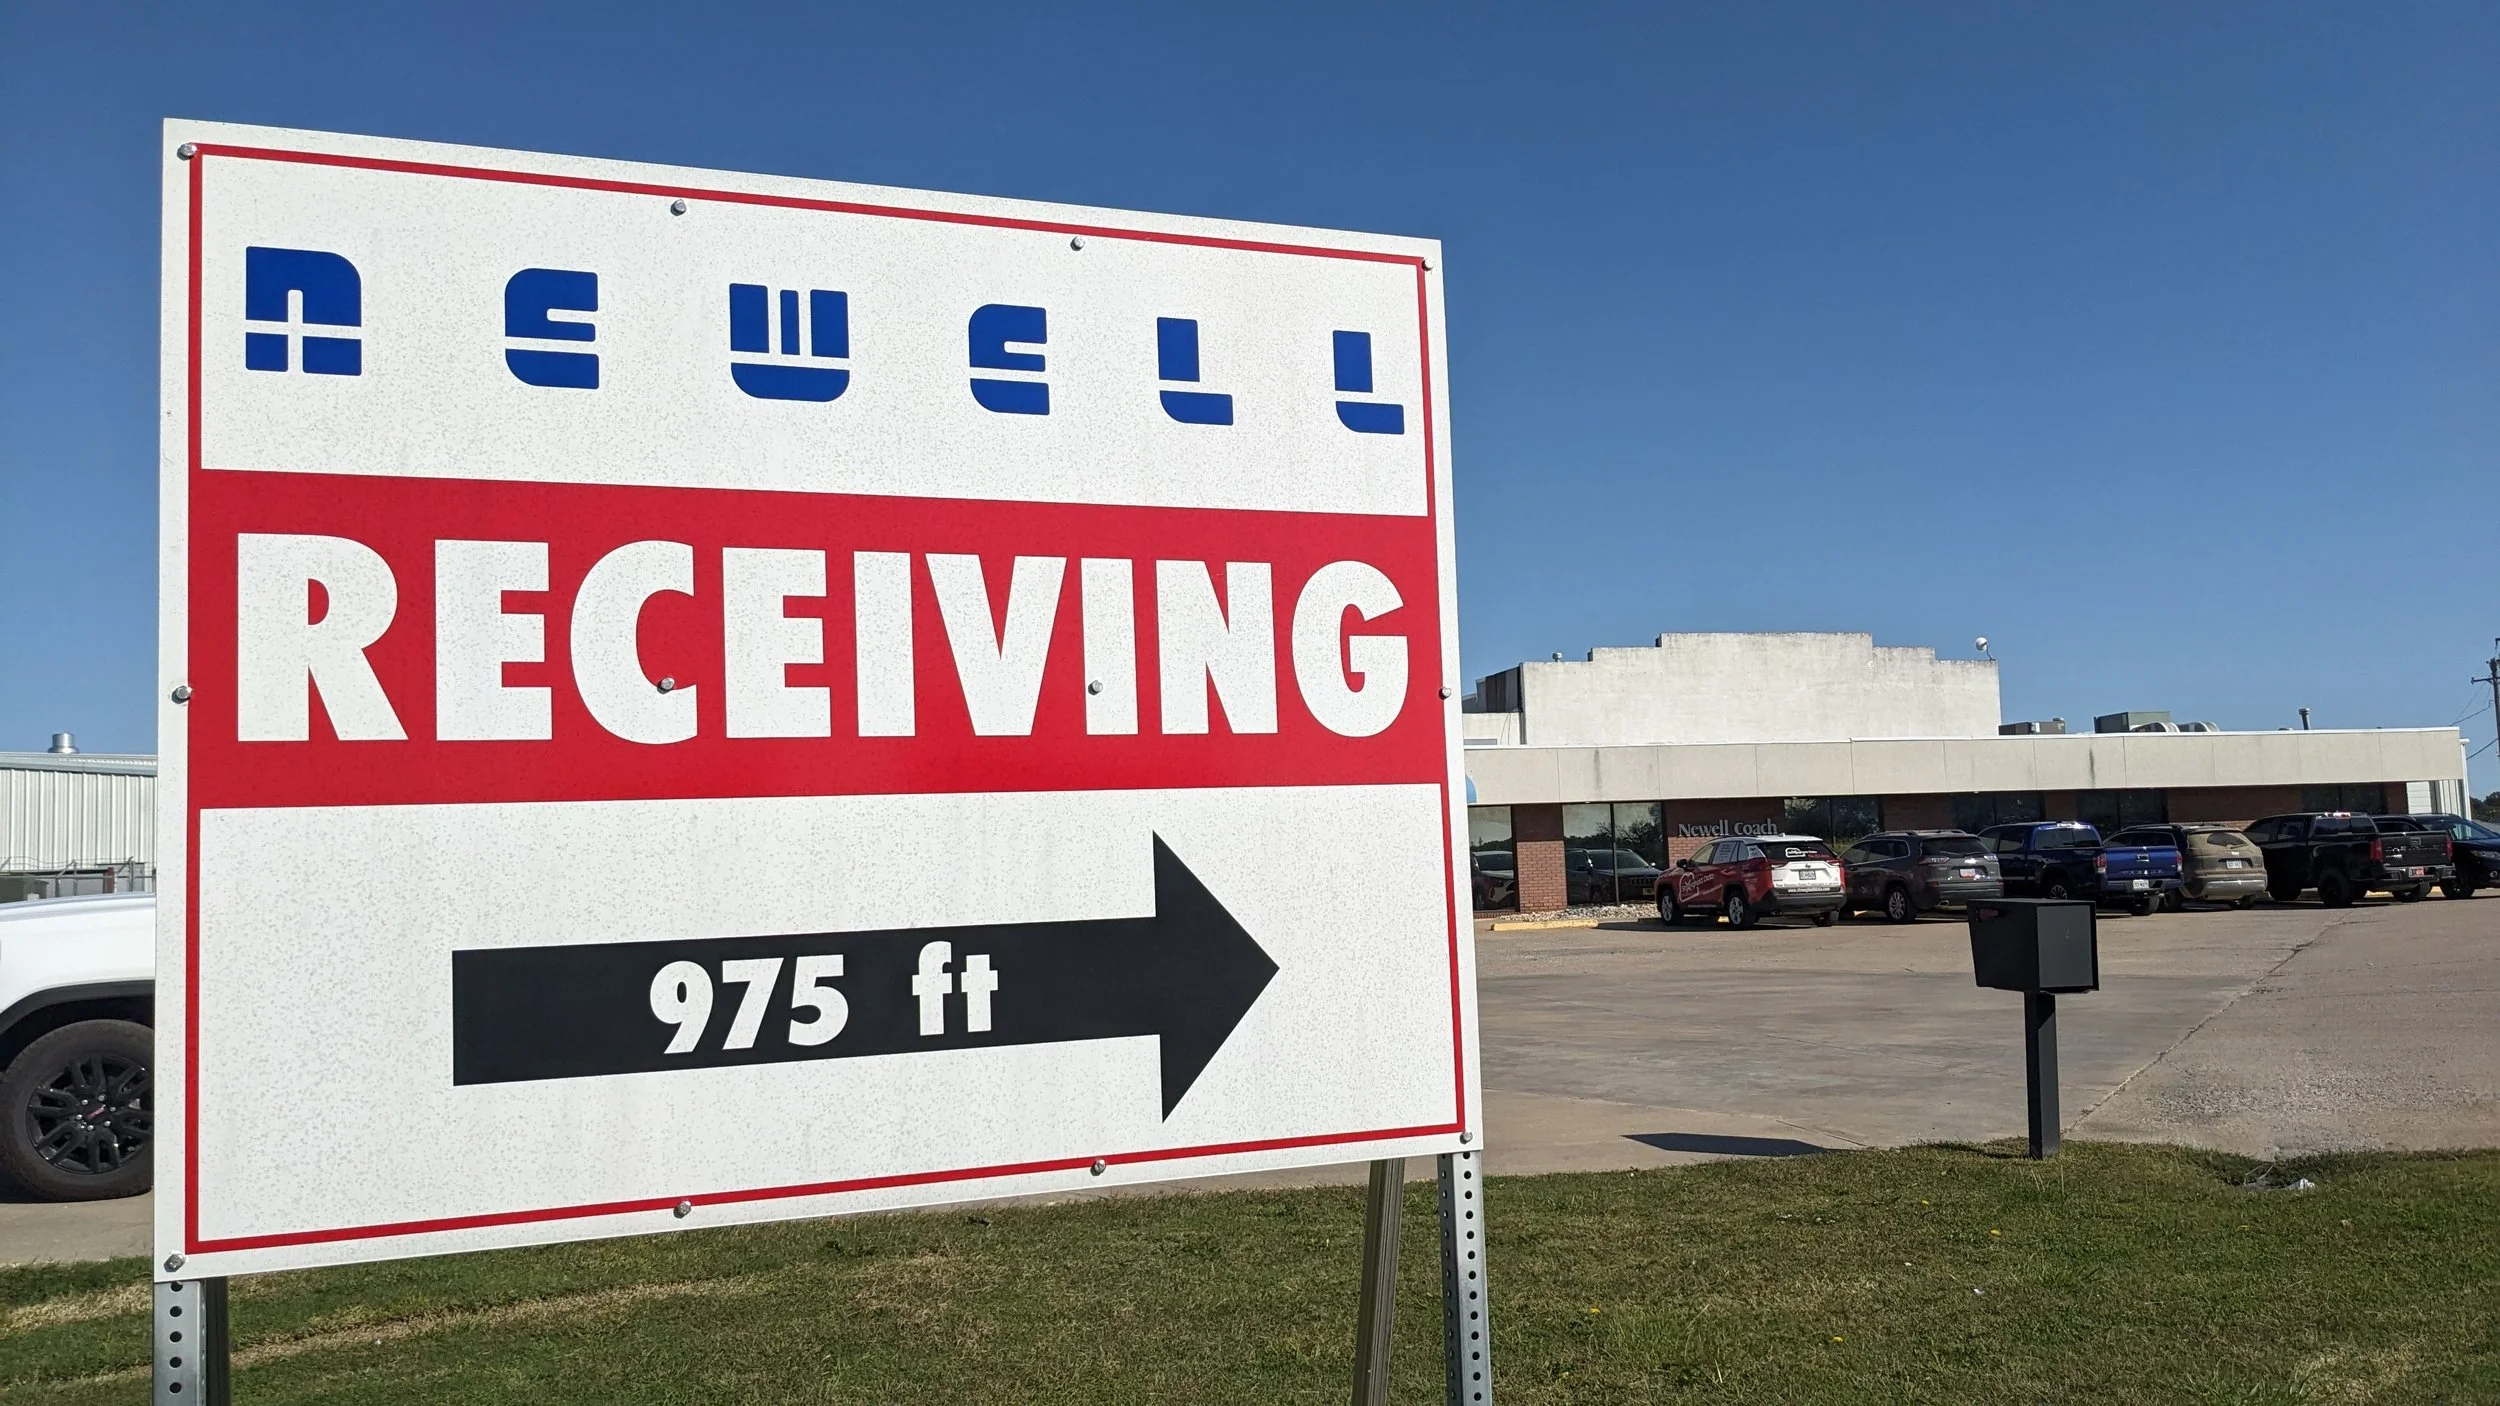 NEWELL
RECEIVING
975 ft
Newell Coach